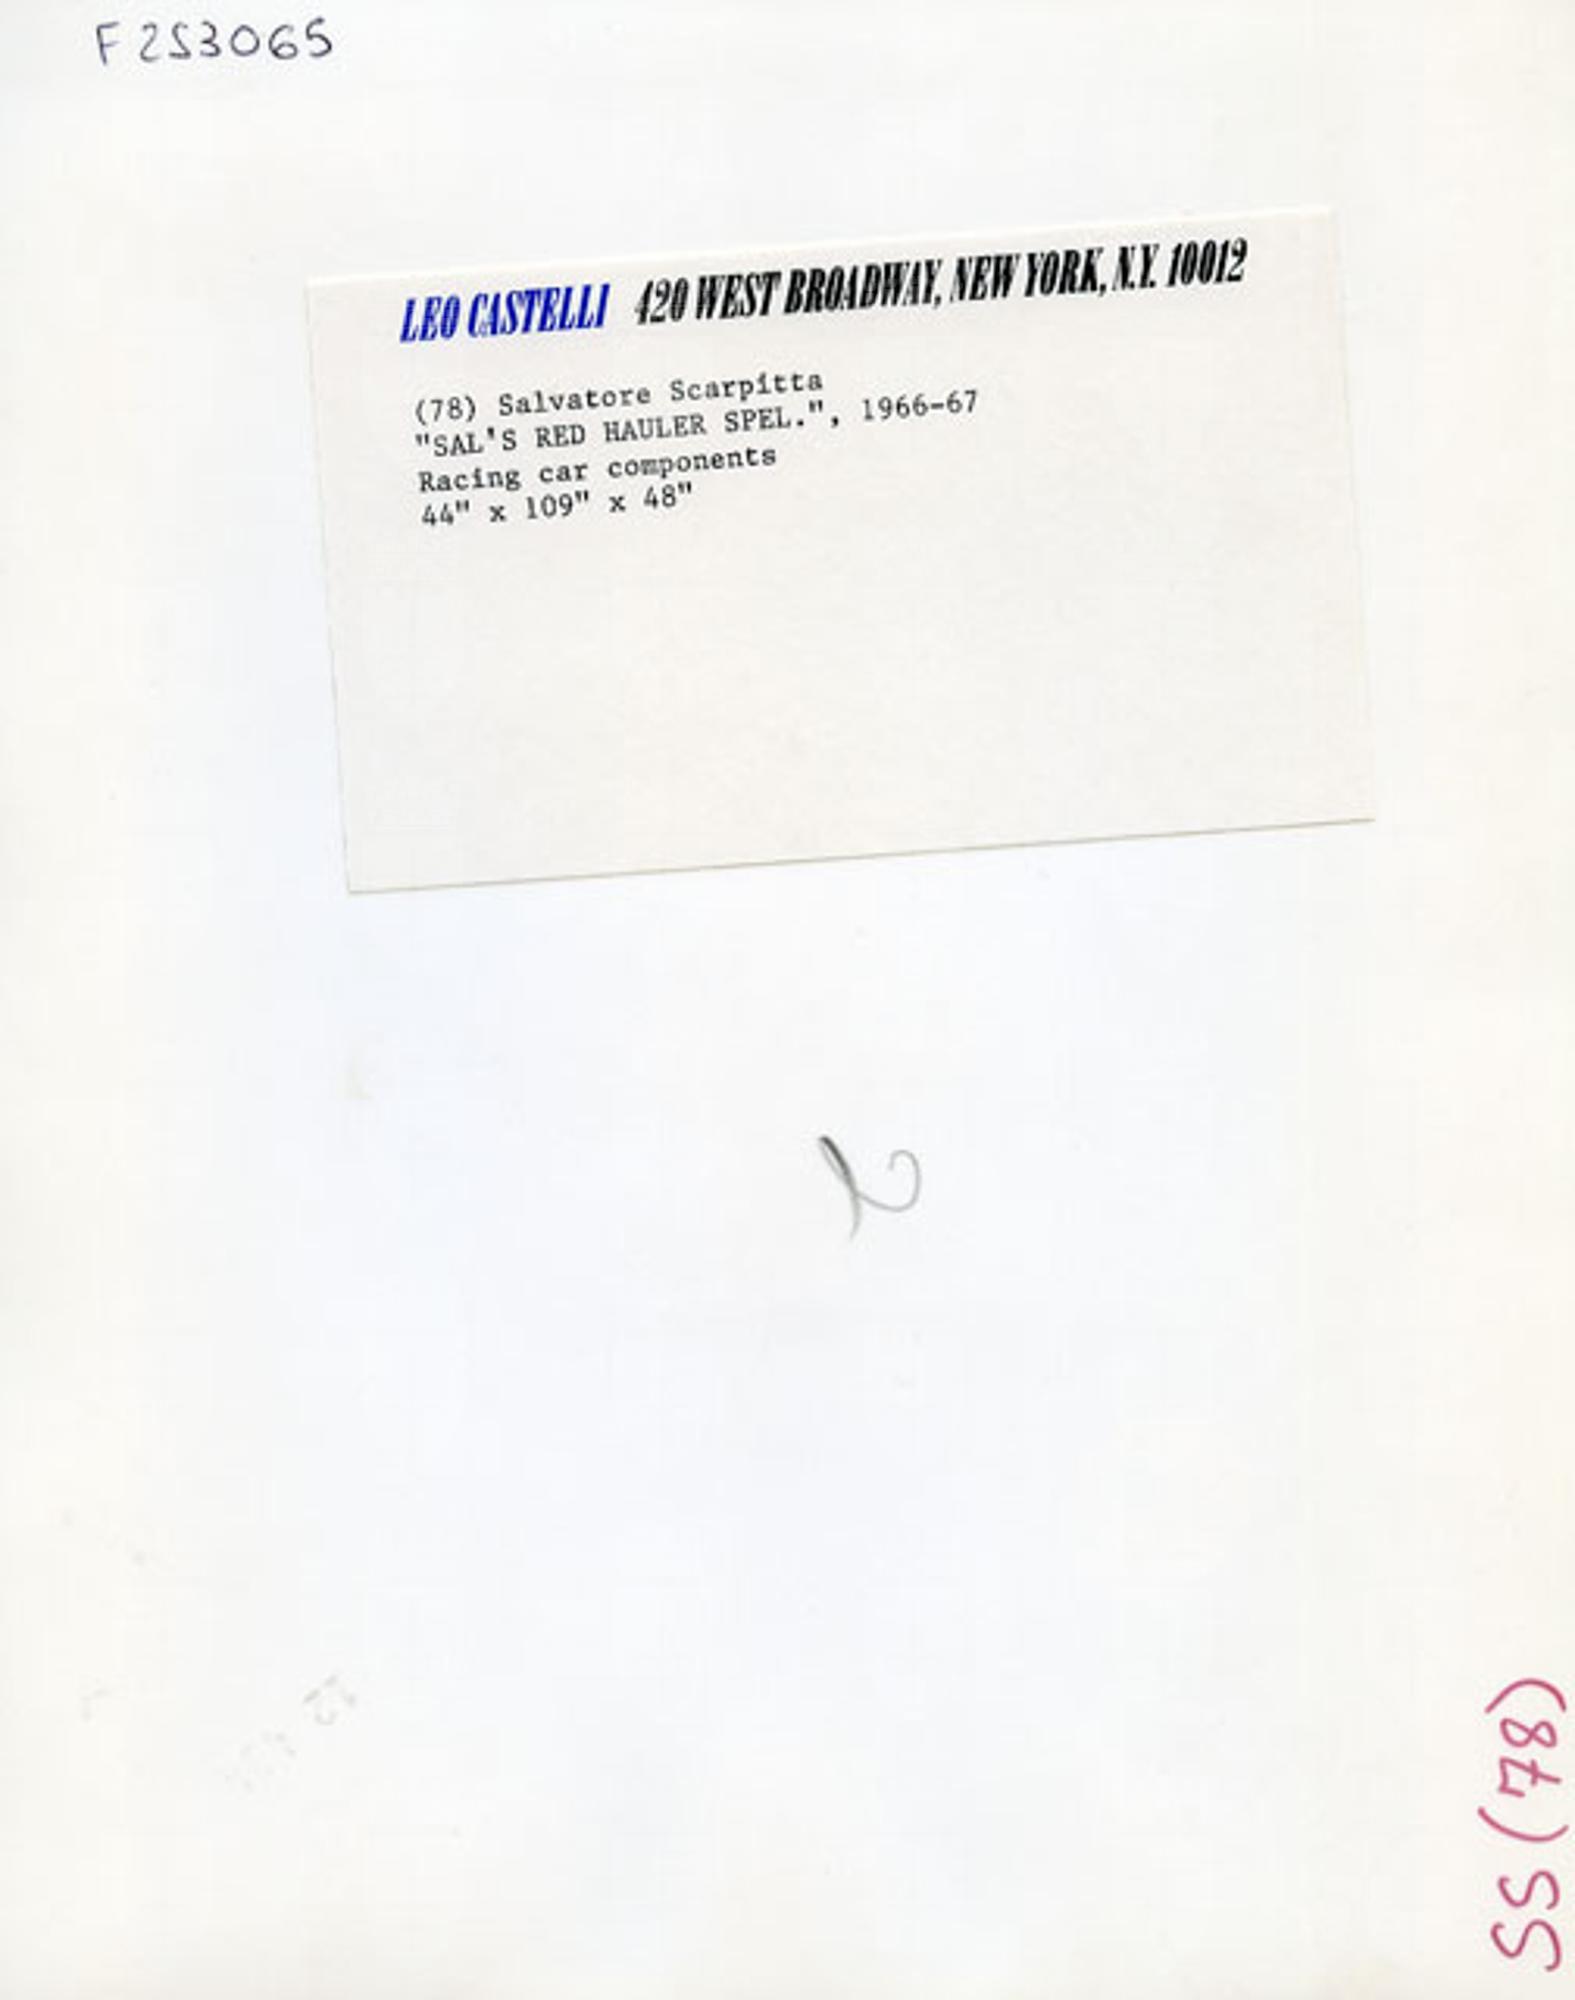 F253065
LEO CASTELLI 420 WEST BROADWAY, NEW YORK, N.Y. 10012
(78) Salvatore Scarpitta
"SAL'S RED HAULER SPEL.", 1966-67
Racing car components
44" x 109" x 48"
SS (78)